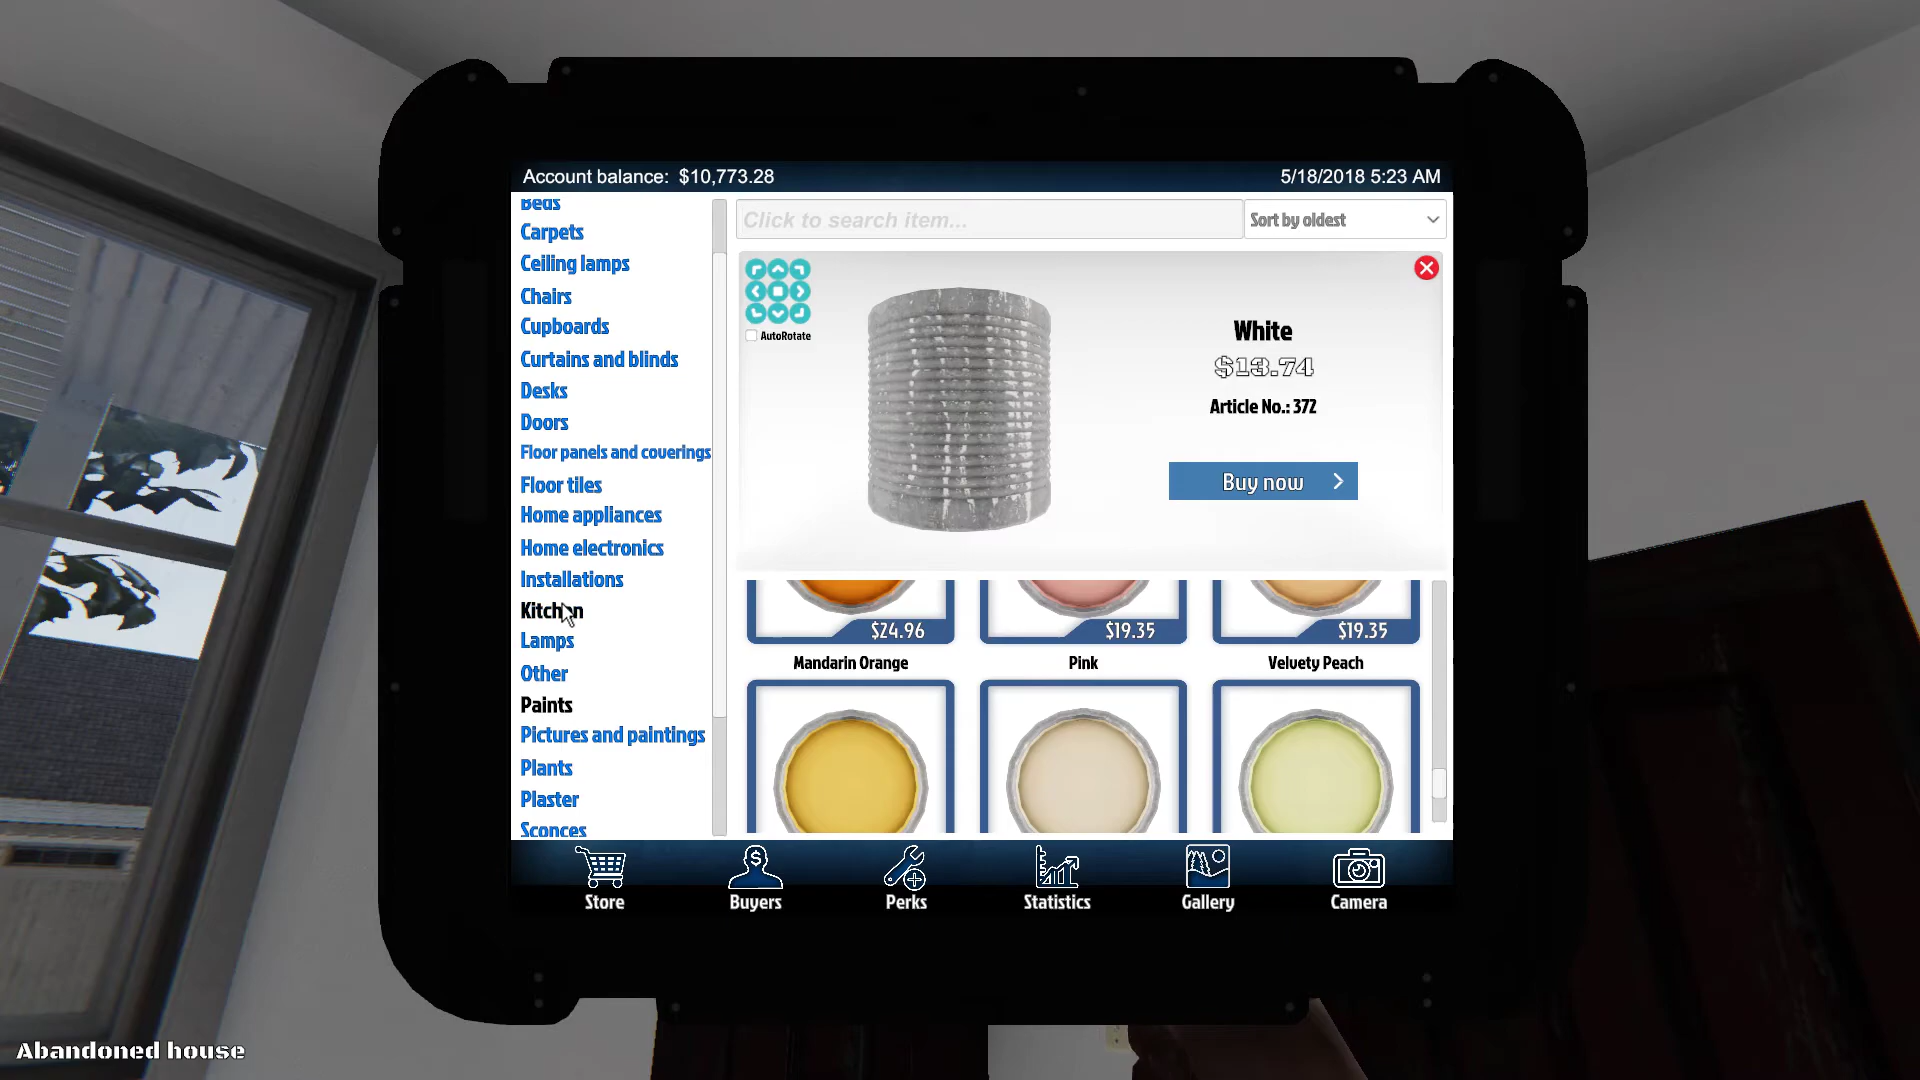 Account balance: $10,773.28
5/18/2018 5:23 AM
Beds
Carpets
Ceiling lamps
Chairs
Cupboards
Curtains and blinds
Desks
Doors
Floor panels and coverings
Floor tiles
Home appliances
Home electronics
Installations
Kitchen
Lamps
Other
Paints
Pictures and paintings
Plants
Plaster
Sconces
Click to search item...
Sort by oldest
AutoRotate
White
$13.74
Article No.: 372
Buy now
$24.96
$19.35
$19.35
Mandarin Orange
Pink
Velvety Peach
Store
Buyers
Perks
Statistics
Gallery
Camera
Abandoned house